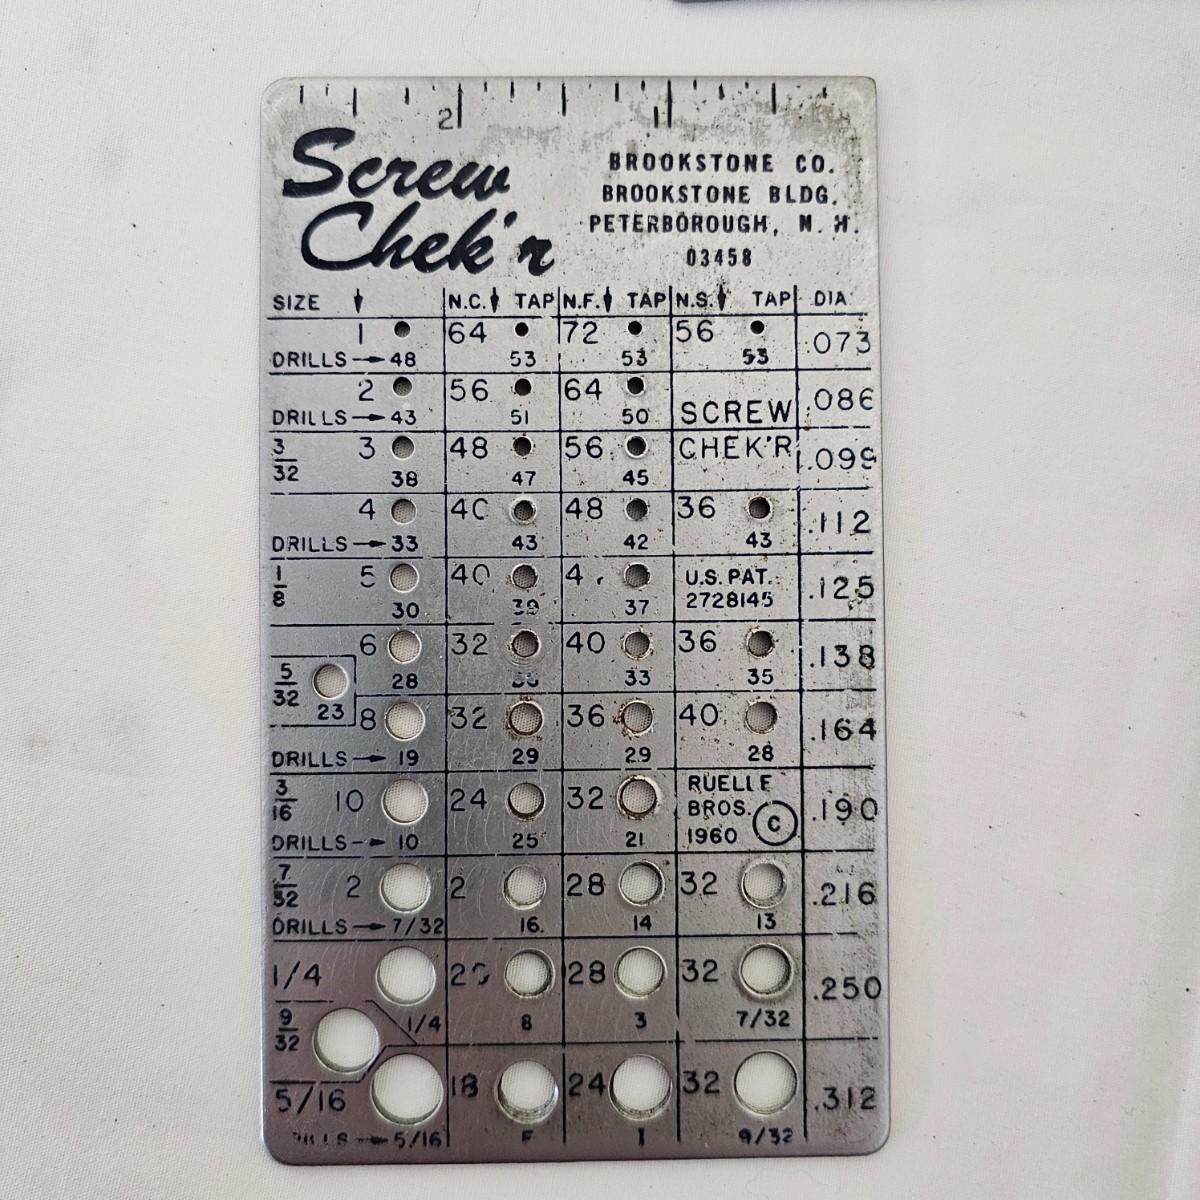 2 1
Screw
Chek'r
BROOKSTONE CO.
BROOKSTONE BLDG.
PETERBOROUGH, N. H.
03458
SIZE N.C. TAP N.F. TAP N.S. TAP DIA
1 64 72 56 .073
DRILLS 48 53 53 53
2 56 64 SCREW .086
DRILLS 43 51 50
3/32 3 48 56 CHEK'R .099
38 47 45
4 40 48 36 .112
DRILLS 33 43 42 43
1/8 5 40 4 U.S. PAT. .125
30 39 37 2728145
6 32 40 36 .138
5/32 28 33 35
23
8 32 36 40 .164
DRILLS 19 29 29 28
3/16 10 24 32 RUELLE BROS. 1960 © .190
DRILLS 10 25 21
7/32 2 2 28 32 .216
DRILLS 7/32 16 14 13
1/4 28 32 .250
9/32 1/4 8 3 7/32
5/16 18 24 32 .312
5/16 F I 9/32